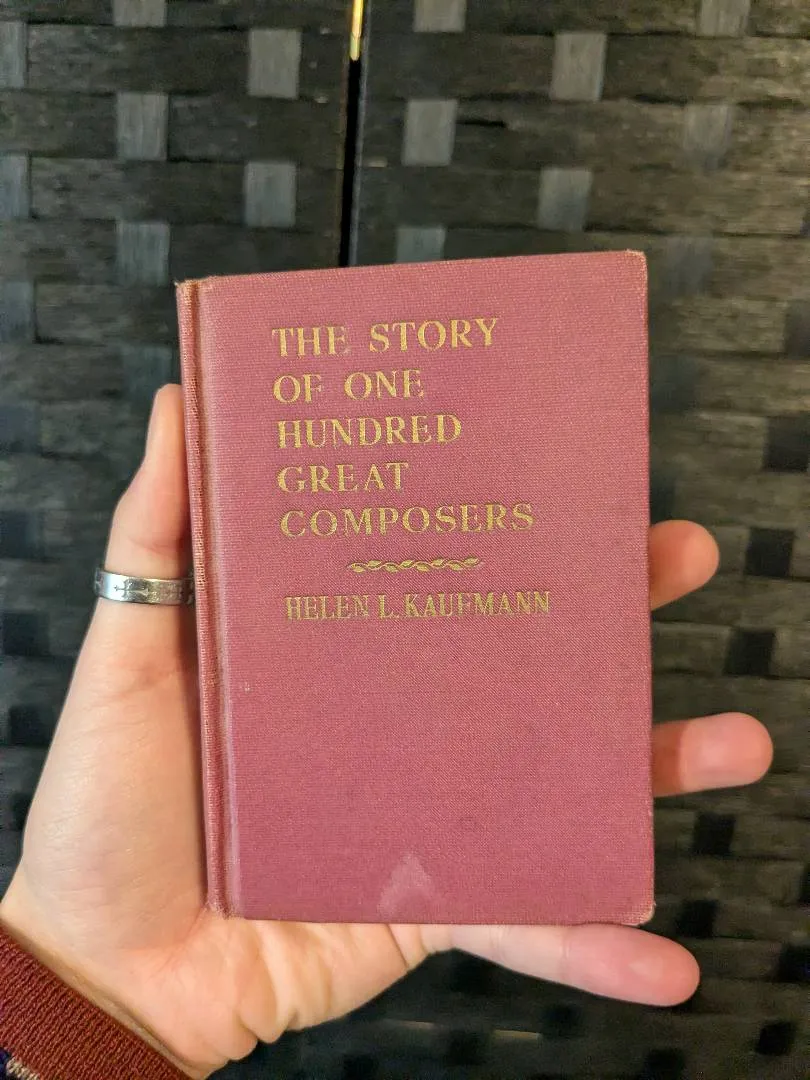 THE STORY
OF ONE
HUNDRED
GREAT
COMPOSERS
HELEN L. KAUFMANN